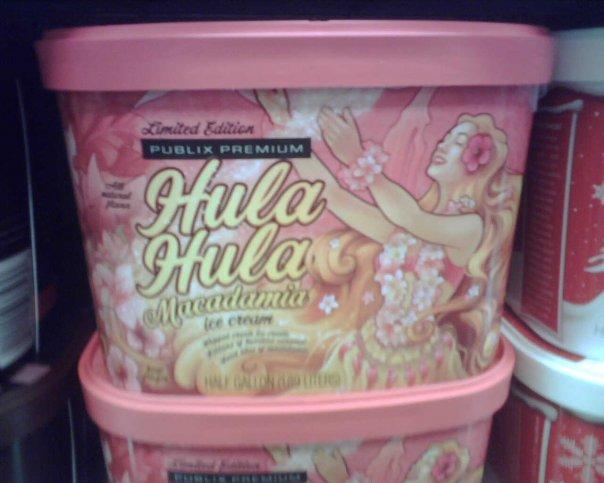 Limited Edition
PUBLIX PREMIUM
All
natural
flavor
Hula
Hula
Macadamia
ice cream
HALF GALLON (1.89 LITERS)
Limited Edition
PUBLIX PREMIUM